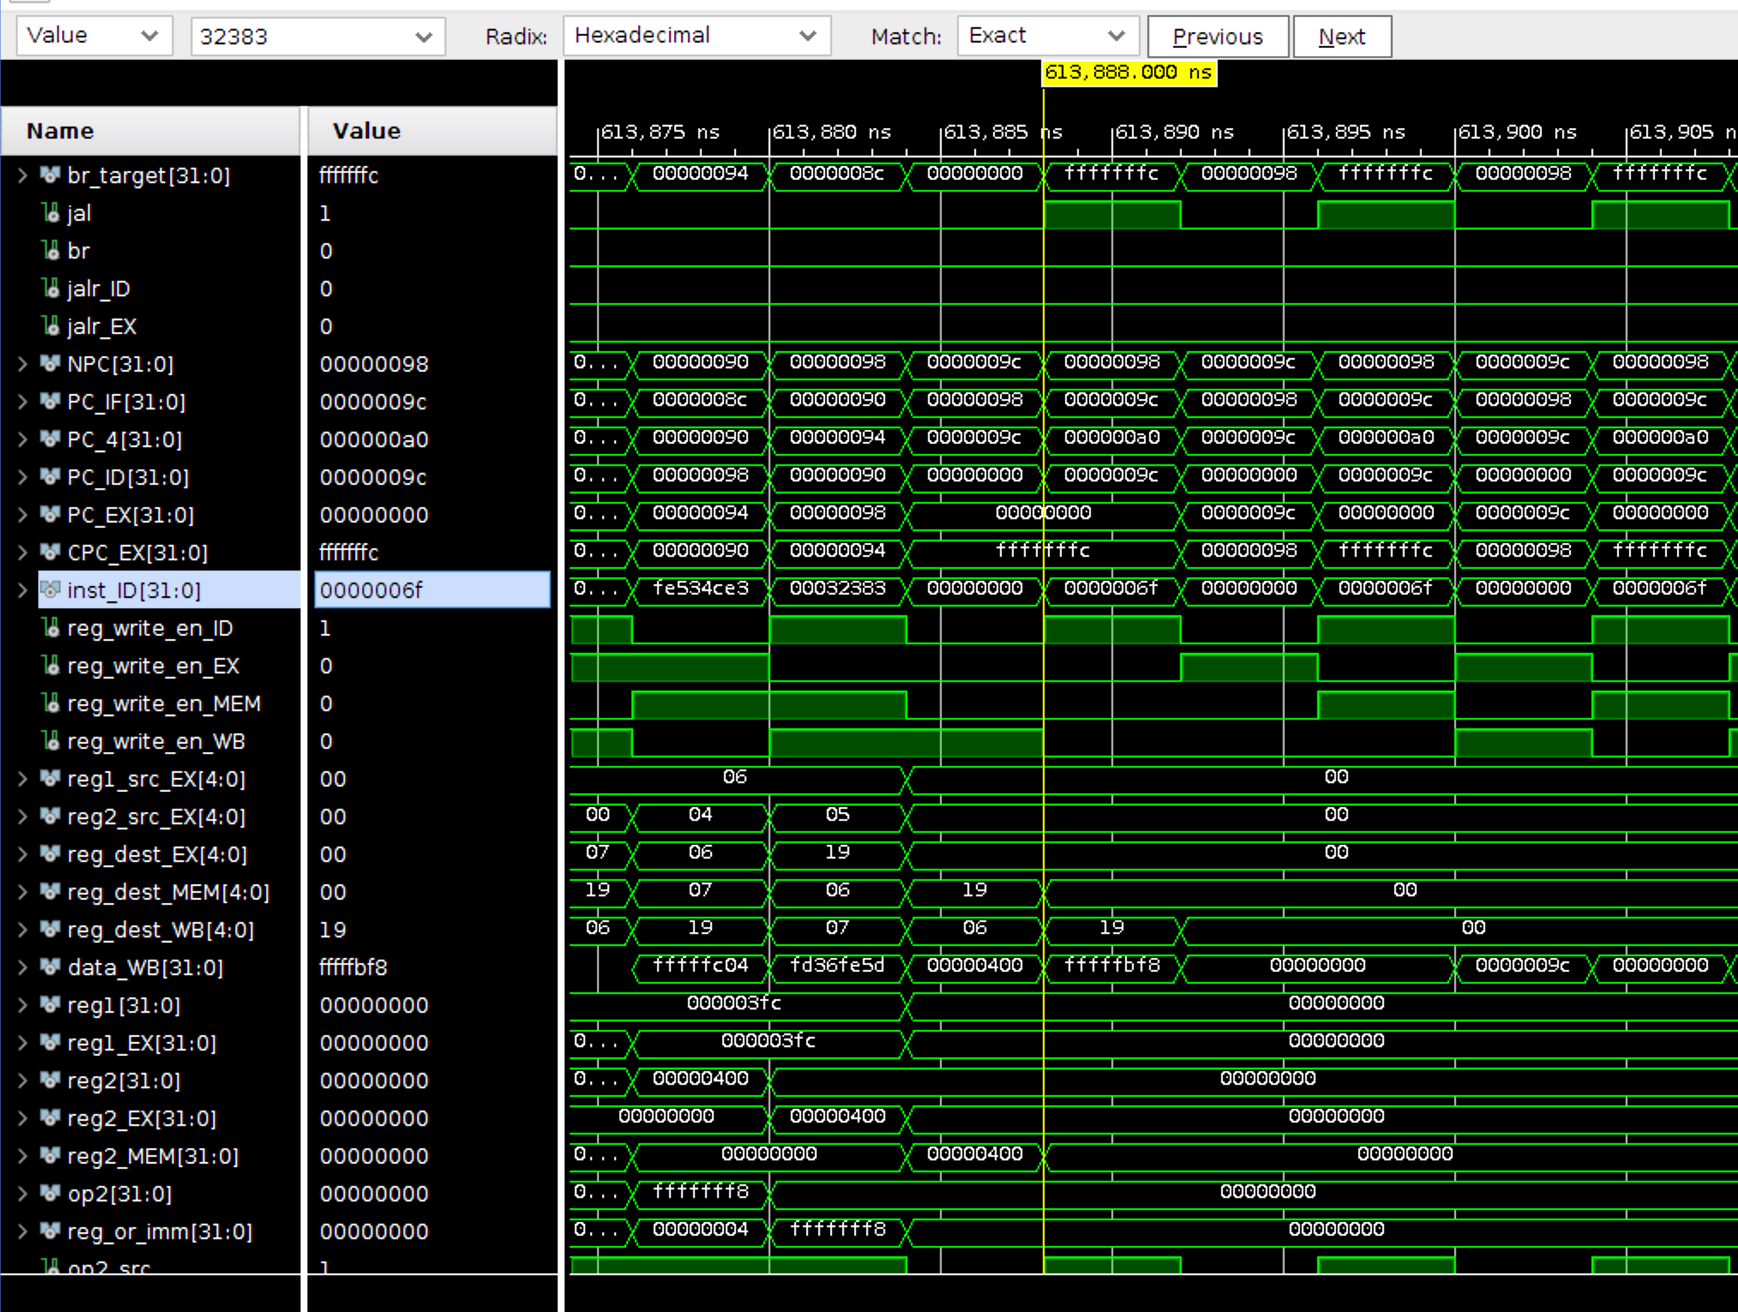 Value 32383 Radix: Hexadecimal Match: Exact Previous Next
613,888.000 ns
Name Value 613,875 ns 613,880 ns 613,885 ns 613,890 ns 613,895 ns 613,900 ns 613,905 n
br_target[31:0] fffffffc 0... 00000094 0000008c 00000000 fffffffc 00000098 fffffffc 00000098 fffffffc
jal 1
br 0
jalr_ID 0
jalr_EX 0
NPC[31:0] 00000098 0... 00000090 00000098 0000009c 00000098 0000009c 00000098 0000009c 00000098
PC_IF[31:0] 0000009c 0... 0000008c 00000090 00000098 0000009c 00000098 0000009c 00000098 0000009c
PC_4[31:0] 000000a0 0... 00000090 00000094 0000009c 000000a0 0000009c 000000a0 0000009c 000000a0
PC_ID[31:0] 0000009c 0... 00000098 00000090 00000000 0000009c 00000000 0000009c 00000000 0000009c
PC_EX[31:0] 00000000 0... 00000094 00000098 00000000 0000009c 00000000 0000009c 00000000
CPC_EX[31:0] fffffffc 0... 00000090 00000094 fffffffc 00000098 fffffffc 00000098 fffffffc
inst_ID[31:0] 0000006f 0... fe534ce3 00032383 00000000 0000006f 00000000 0000006f 00000000 0000006f
reg_write_en_ID 1
reg_write_en_EX 0
reg_write_en_MEM 0
reg_write_en_WB 0
reg1_src_EX[4:0] 00 06 00
reg2_src_EX[4:0] 00 00 04 05 00
reg_dest_EX[4:0] 00 07 06 19 00
reg_dest_MEM[4:0] 00 19 07 06 19 00
reg_dest_WB[4:0] 19 06 19 07 06 19 00
data_WB[31:0] fffffbf8 fffffc04 fd36fe5d 00000400 fffffbf8 00000000 0000009c 00000000
reg1[31:0] 00000000 000003fc 00000000
reg1_EX[31:0] 00000000 0... 000003fc 00000000
reg2[31:0] 00000000 0... 00000400 00000000
reg2_EX[31:0] 00000000 00000000 00000400 00000000
reg2_MEM[31:0] 00000000 0... 00000000 00000400 00000000
op2[31:0] 00000000 0... fffffff8 00000000
reg_or_imm[31:0] 00000000 0... 00000004 fffffff8 00000000
op2_src 1